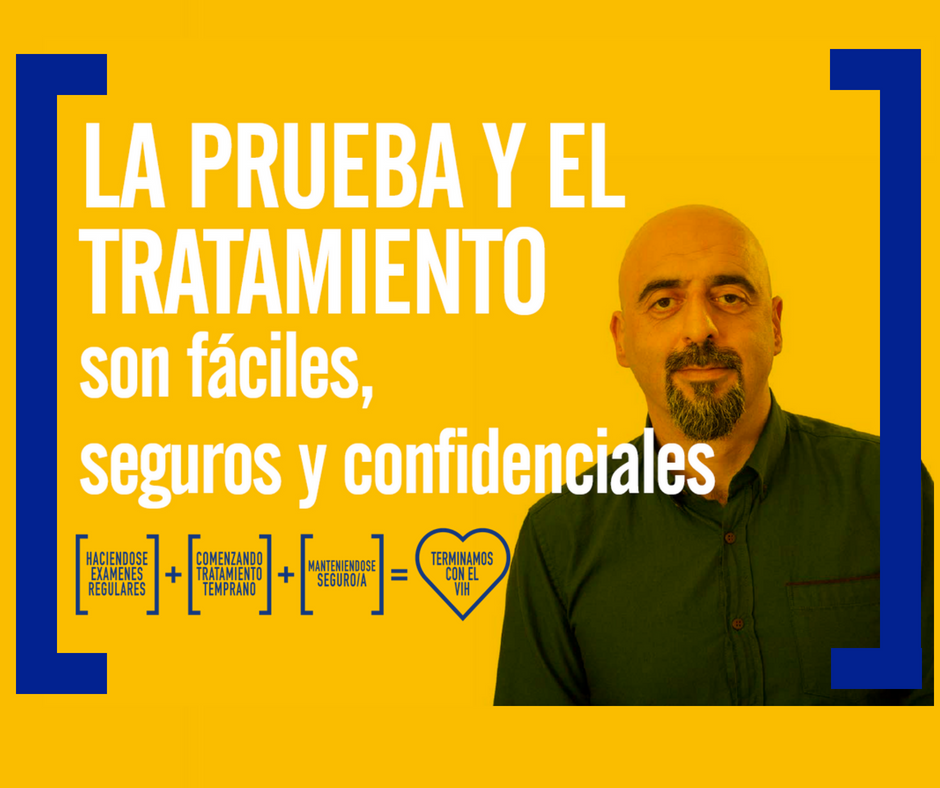 LA PRUEBA Y EL
TRATAMIENTO
son fáciles,
seguros y confidenciales
HACIENDOSE
EXAMENES
REGULARES
+
COMENZANDO
TRATAMIENTO
TEMPRANO
+
MANTENIENDOSE
SEGURO/A
=
TERMINAMOS
CON EL
VIH